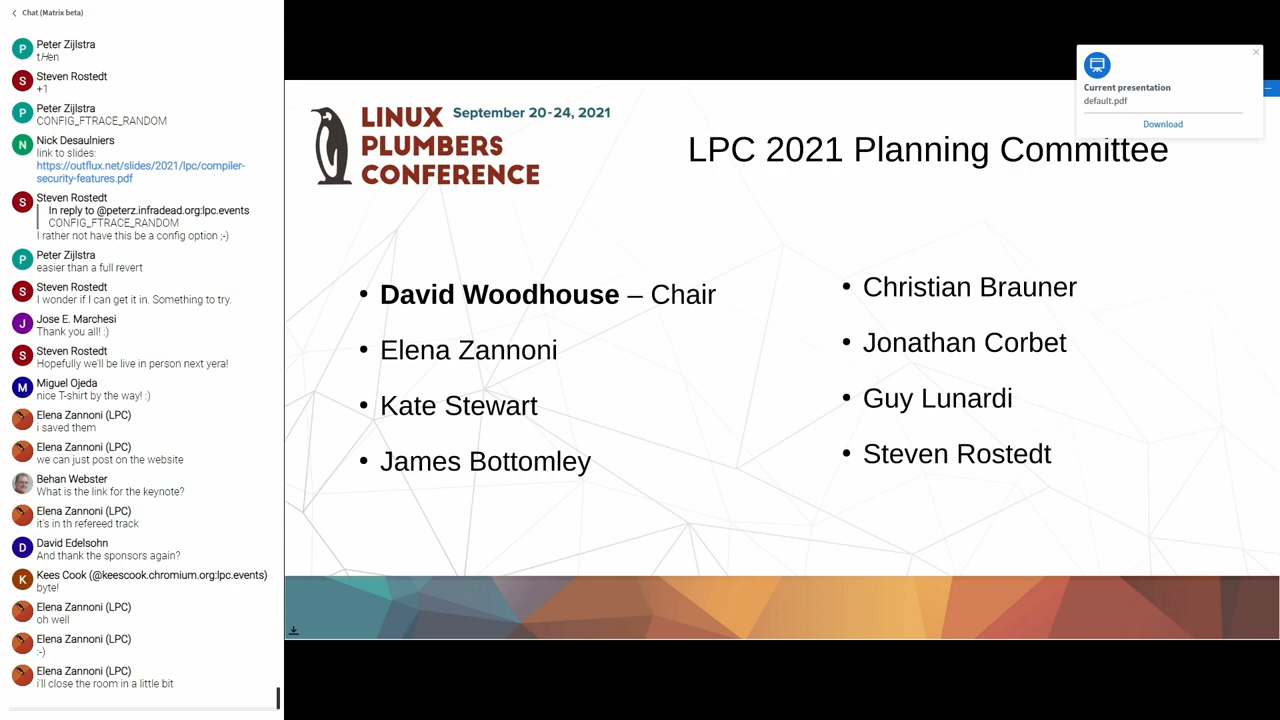 Chat (Matrix beta)
P
Peter Zijlstra
tHen
S
Steven Rostedt
+1
P
Peter Zijlstra
CONFIG_FTRACE_RANDOM
N
Nick Desaulniers
link to slides:
https://outflux.net/slides/2021/lpc/compiler-
security-features.pdf
S
Steven Rostedt
In reply to @peterz.infradead.org:lpc.events
CONFIG_FTRACE_RANDOM
I rather not have this be a config option ;-)
P
Peter Zijlstra
easier than a full revert
S
Steven Rostedt
I wonder if I can get it in. Something to try.
J
Jose E. Marchesi
Thank you all! :)
S
Steven Rostedt
Hopefully we'll be live in person next yera!
M
Miguel Ojeda
nice T-shirt by the way! :)
Elena Zannoni (LPC)
i saved them
Elena Zannoni (LPC)
we can just post on the website
Behan Webster
What is the link for the keynote?
Elena Zannoni (LPC)
it's in th refereed track
D
David Edelsohn
And thank the sponsors again?
K
Kees Cook (@keescook.chromium.org:lpc.events)
byte!
Elena Zannoni (LPC)
oh well
Elena Zannoni (LPC)
:-)
Elena Zannoni (LPC)
i'll close the room in a little bit
LINUX
PLUMBERS
CONFERENCE
September 20-24, 2021
LPC 2021 Planning Committee
• David Woodhouse – Chair
• Elena Zannoni
• Kate Stewart
• James Bottomley
• Christian Brauner
• Jonathan Corbet
• Guy Lunardi
• Steven Rostedt
Current presentation
default.pdf
Download